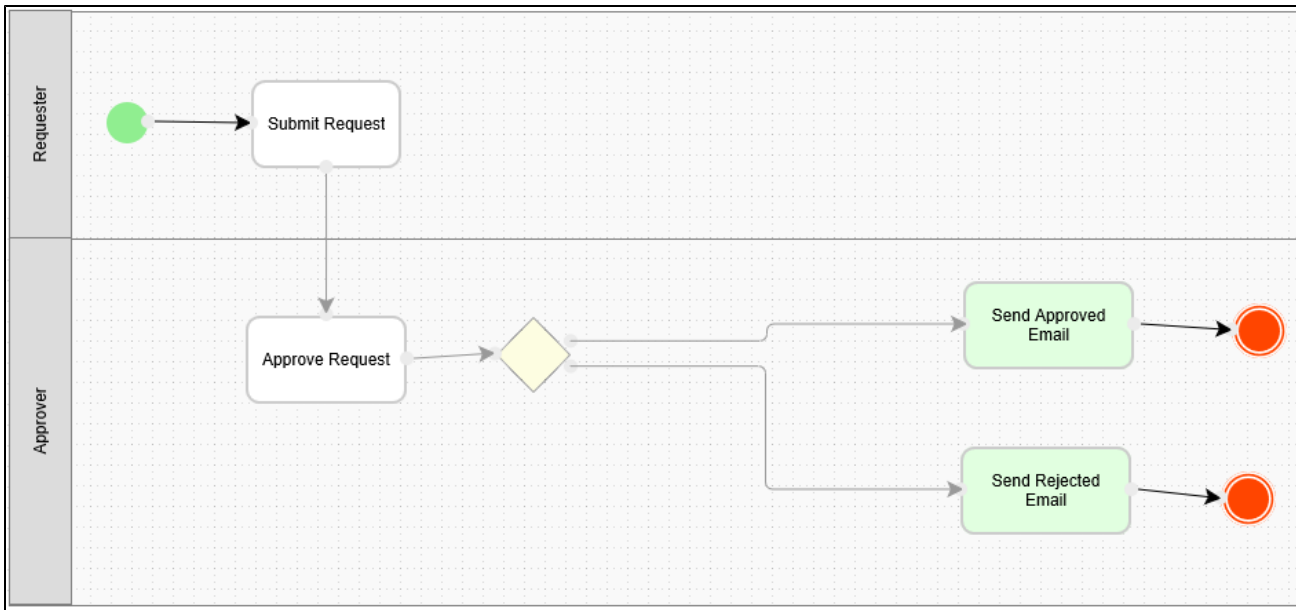 Requester
Submit Request
Approver
Approve Request
Send Approved
Email
Send Rejected
Email